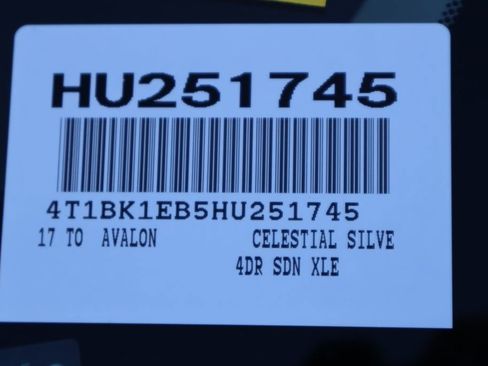 HU251745
4T1BK1EB5HU251745
17 TO AVALON CELESTIAL SILVE
4DR SDN XLE